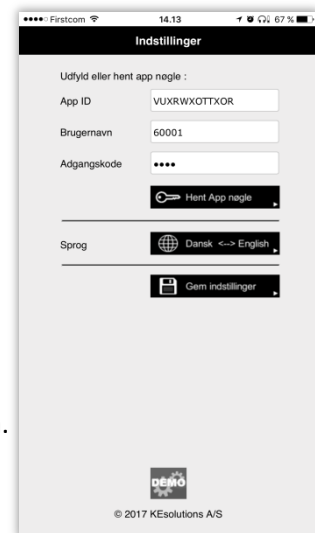 Firstcom 14.13 67 %
Indstillinger
Udfyld eller hent app nøgle :
App ID VUXRWXOTTXOR
Brugernavn 60001
Adgangskode ••••
Hent App nøgle
Sprog Dansk <--> English
Gem indstillinger
DEMO
© 2017 KEsolutions A/S